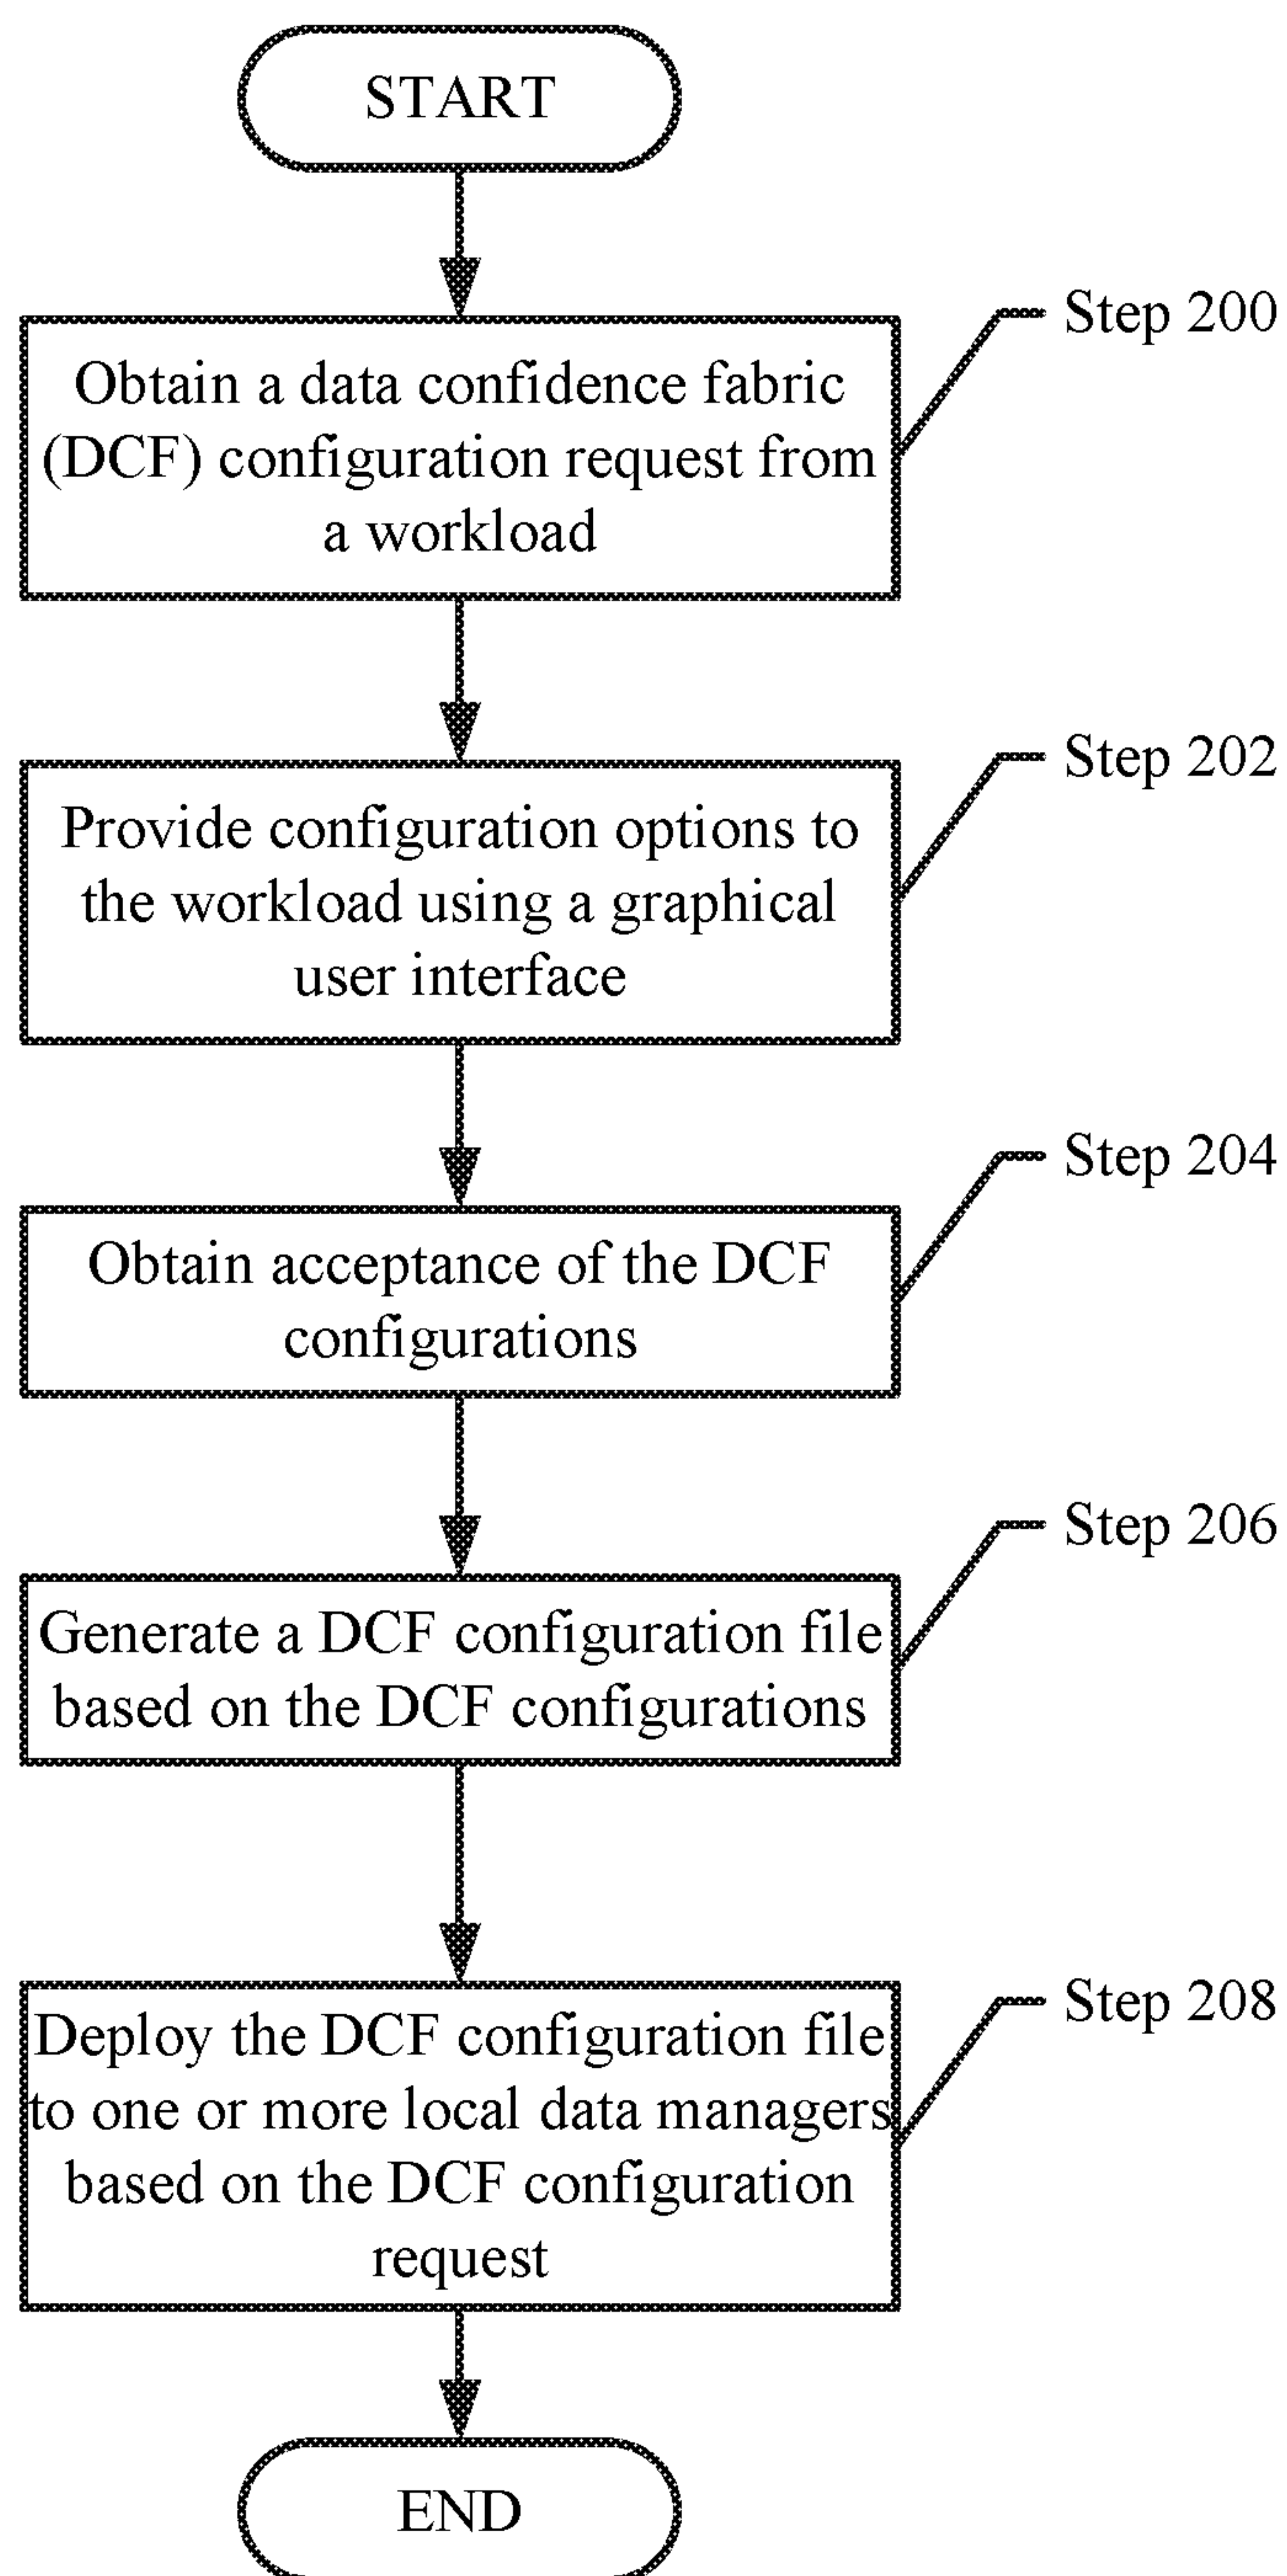 START
Step 200
Obtain a data confidence fabric
(DCF) configuration request from
a workload
Step 202
Provide configuration options to
the workload using a graphical
user interface
Step 204
Obtain acceptance of the DCF
configurations
Step 206
Generate a DCF configuration file
based on the DCF configurations
Step 208
Deploy the DCF configuration file
to one or more local data managers
based on the DCF configuration
request
END